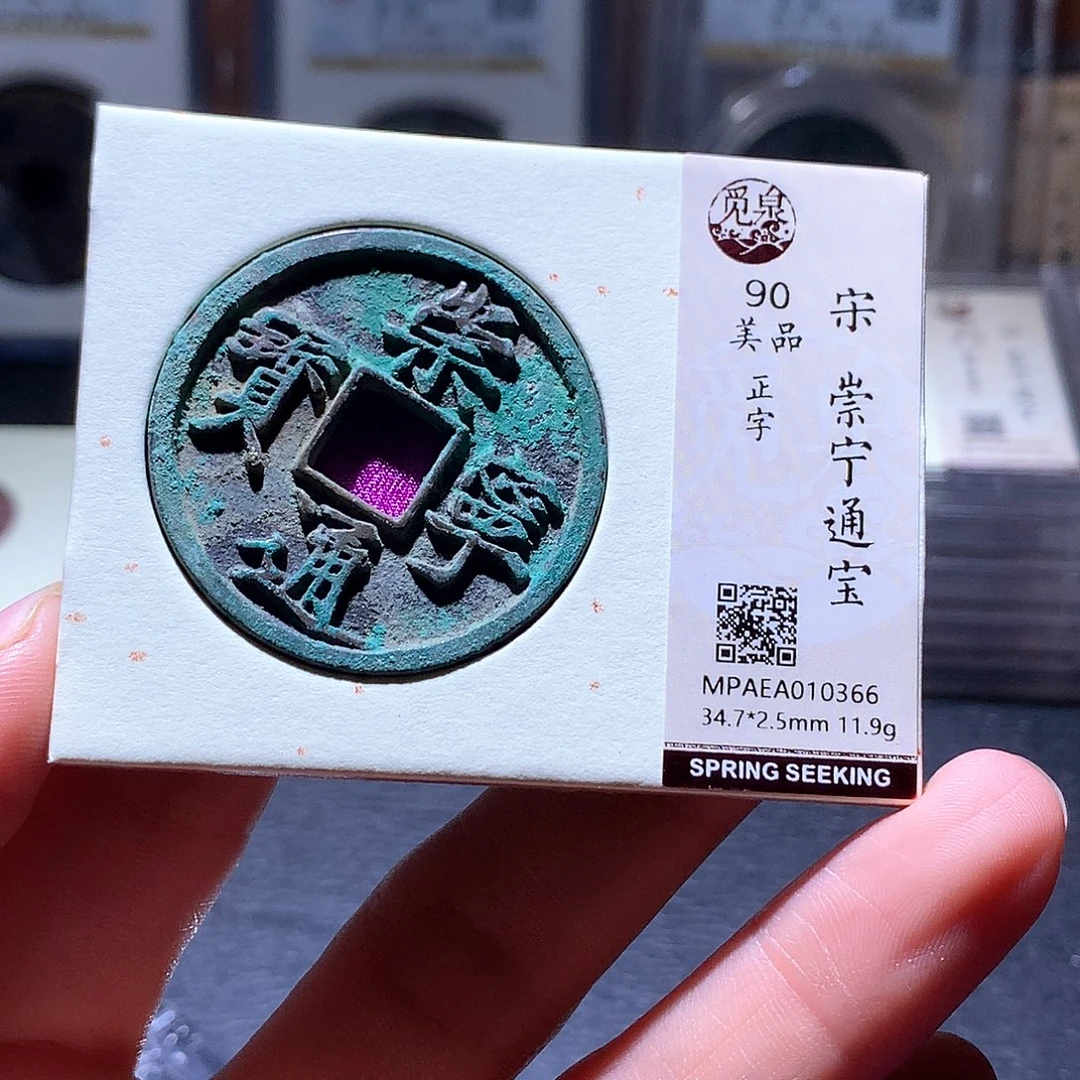 崇寧通寳
觅泉
90
美品
正字
宋 崇宁通宝
MPAEA010366
34.7*2.5mm 11.9g
SPRING SEEKING